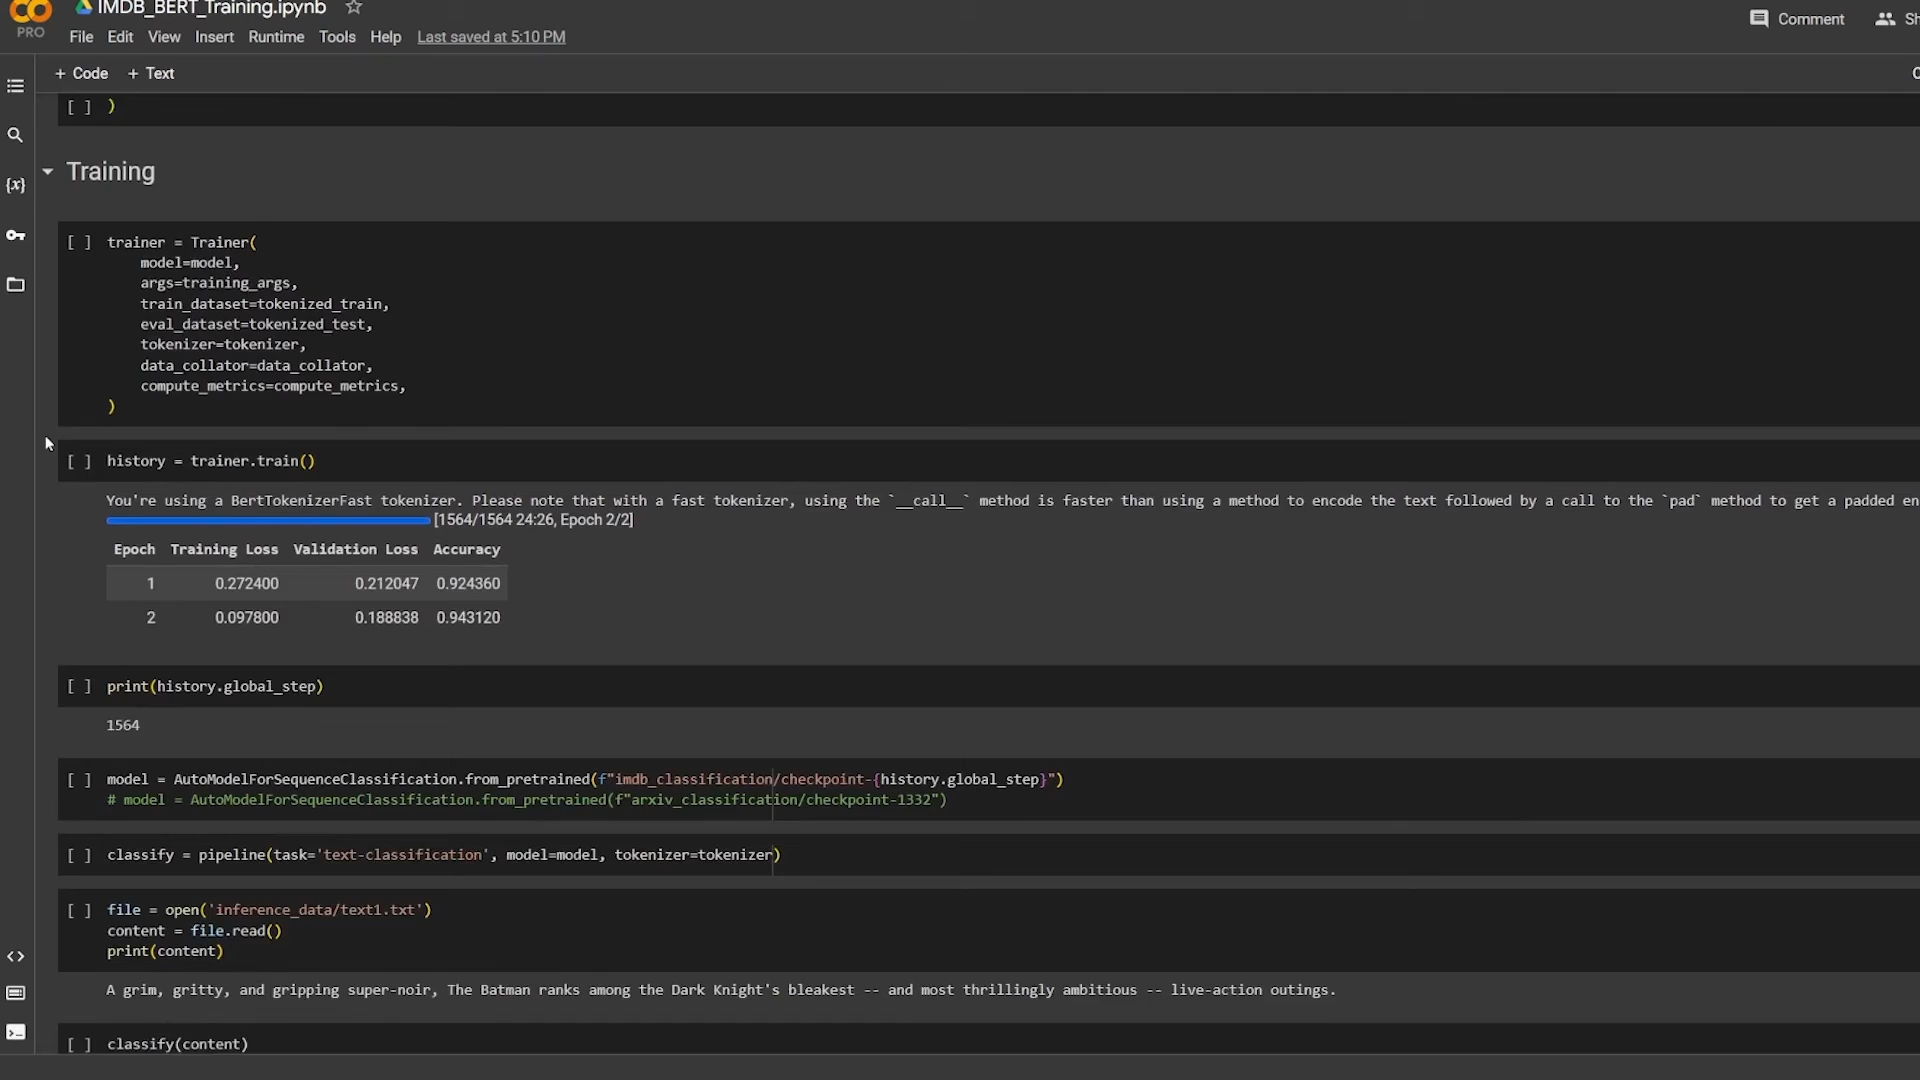 IMDB_BERT_Training.ipynb
PRO
File Edit View Insert Runtime Tools Help Last saved at 5:10 PM
Comment
+ Code + Text
[ ] )
Training
[ ] trainer = Trainer(
model=model,
args=training_args,
train_dataset=tokenized_train,
eval_dataset=tokenized_test,
tokenizer=tokenizer,
data_collator=data_collator,
compute_metrics=compute_metrics,
)
[ ] history = trainer.train()
You're using a BertTokenizerFast tokenizer. Please note that with a fast tokenizer, using the `__call__` method is faster than using a method to encode the text followed by a call to the `pad` method to get a padded en
[1564/1564 24:26, Epoch 2/2]
Epoch Training Loss Validation Loss Accuracy
1 0.272400 0.212047 0.924360
2 0.097800 0.188838 0.943120
[ ] print(history.global_step)
1564
[ ] model = AutoModelForSequenceClassification.from_pretrained(f"imdb_classification/checkpoint-{history.global_step}")
# model = AutoModelForSequenceClassification.from_pretrained(f"arxiv_classification/checkpoint-1332")
[ ] classify = pipeline(task='text-classification', model=model, tokenizer=tokenizer)
[ ] file = open('inference_data/text1.txt')
content = file.read()
print(content)
A grim, gritty, and gripping super-noir, The Batman ranks among the Dark Knight's bleakest -- and most thrillingly ambitious -- live-action outings.
[ ] classify(content)